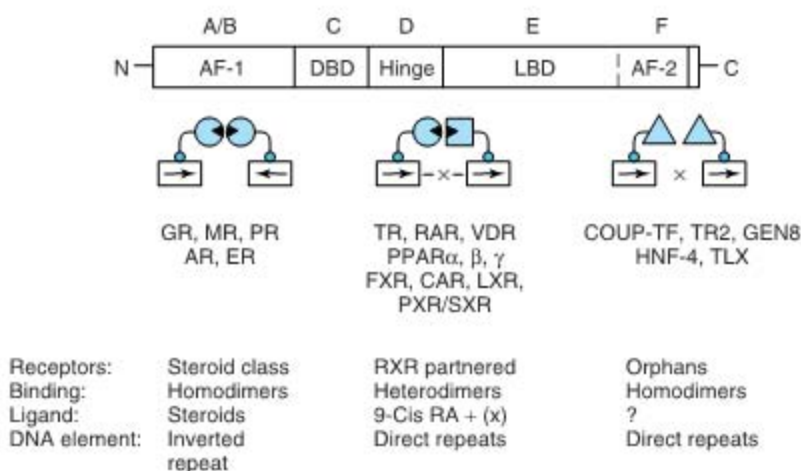 A/B C D E F
N AF-1 DBD Hinge LBD AF-2 C
× ×
GR, MR, PR
AR, ER
TR, RAR, VDR
PPARα, β, γ
FXR, CAR, LXR,
PXR/SXR
COUP-TF, TR2, GEN8
HNF-4, TLX
Receptors: Steroid class RXR partnered Orphans
Binding: Homodimers Heterodimers Homodimers
Ligand: Steroids 9-Cis RA + (x) ?
DNA element: Inverted Direct repeats Direct repeats
repeat